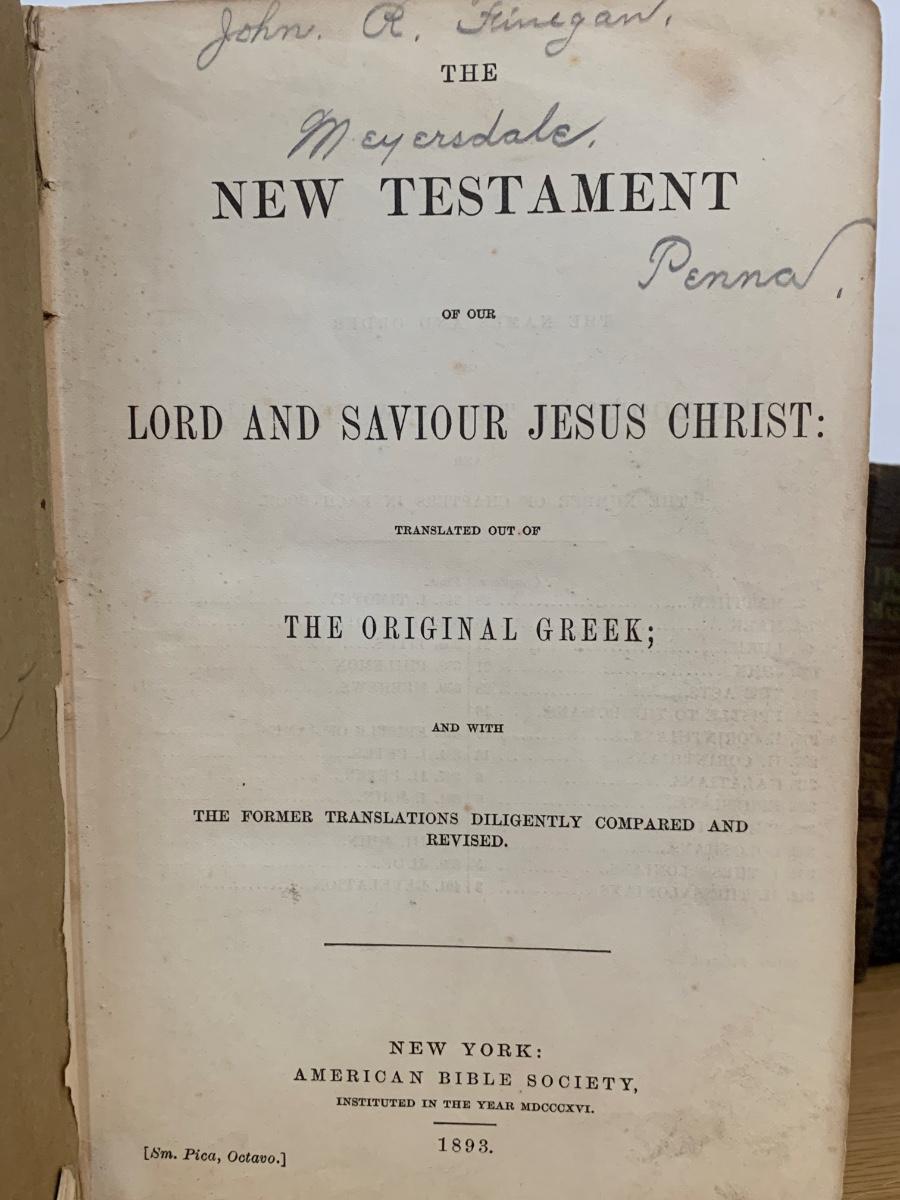 John. R. Finegan.
THE
Meyersdale.
NEW TESTAMENT
Penna,
OF OUR
LORD AND SAVIOUR JESUS CHRIST:
TRANSLATED OUT OF
THE ORIGINAL GREEK;
AND WITH
THE FORMER TRANSLATIONS DILIGENTLY COMPARED AND
REVISED.
NEW YORK:
AMERICAN BIBLE SOCIETY,
INSTITUTED IN THE YEAR MDCCCXVI.
1893.
[Sm. Pica, Octavo.]